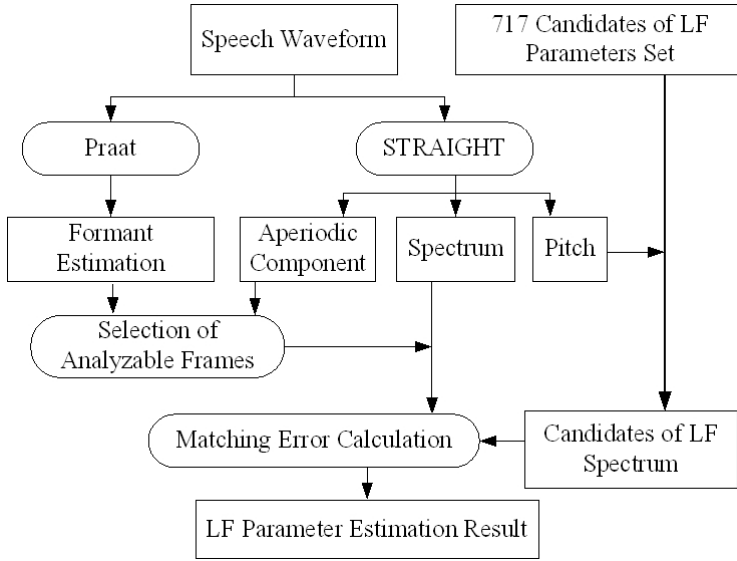 Speech Waveform
717 Candidates of LF
Parameters Set
Praat
STRAIGHT
Formant
Estimation
Aperiodic
Component
Spectrum
Pitch
Selection of
Analyzable Frames
Matching Error Calculation
Candidates of LF
Spectrum
LF Parameter Estimation Result